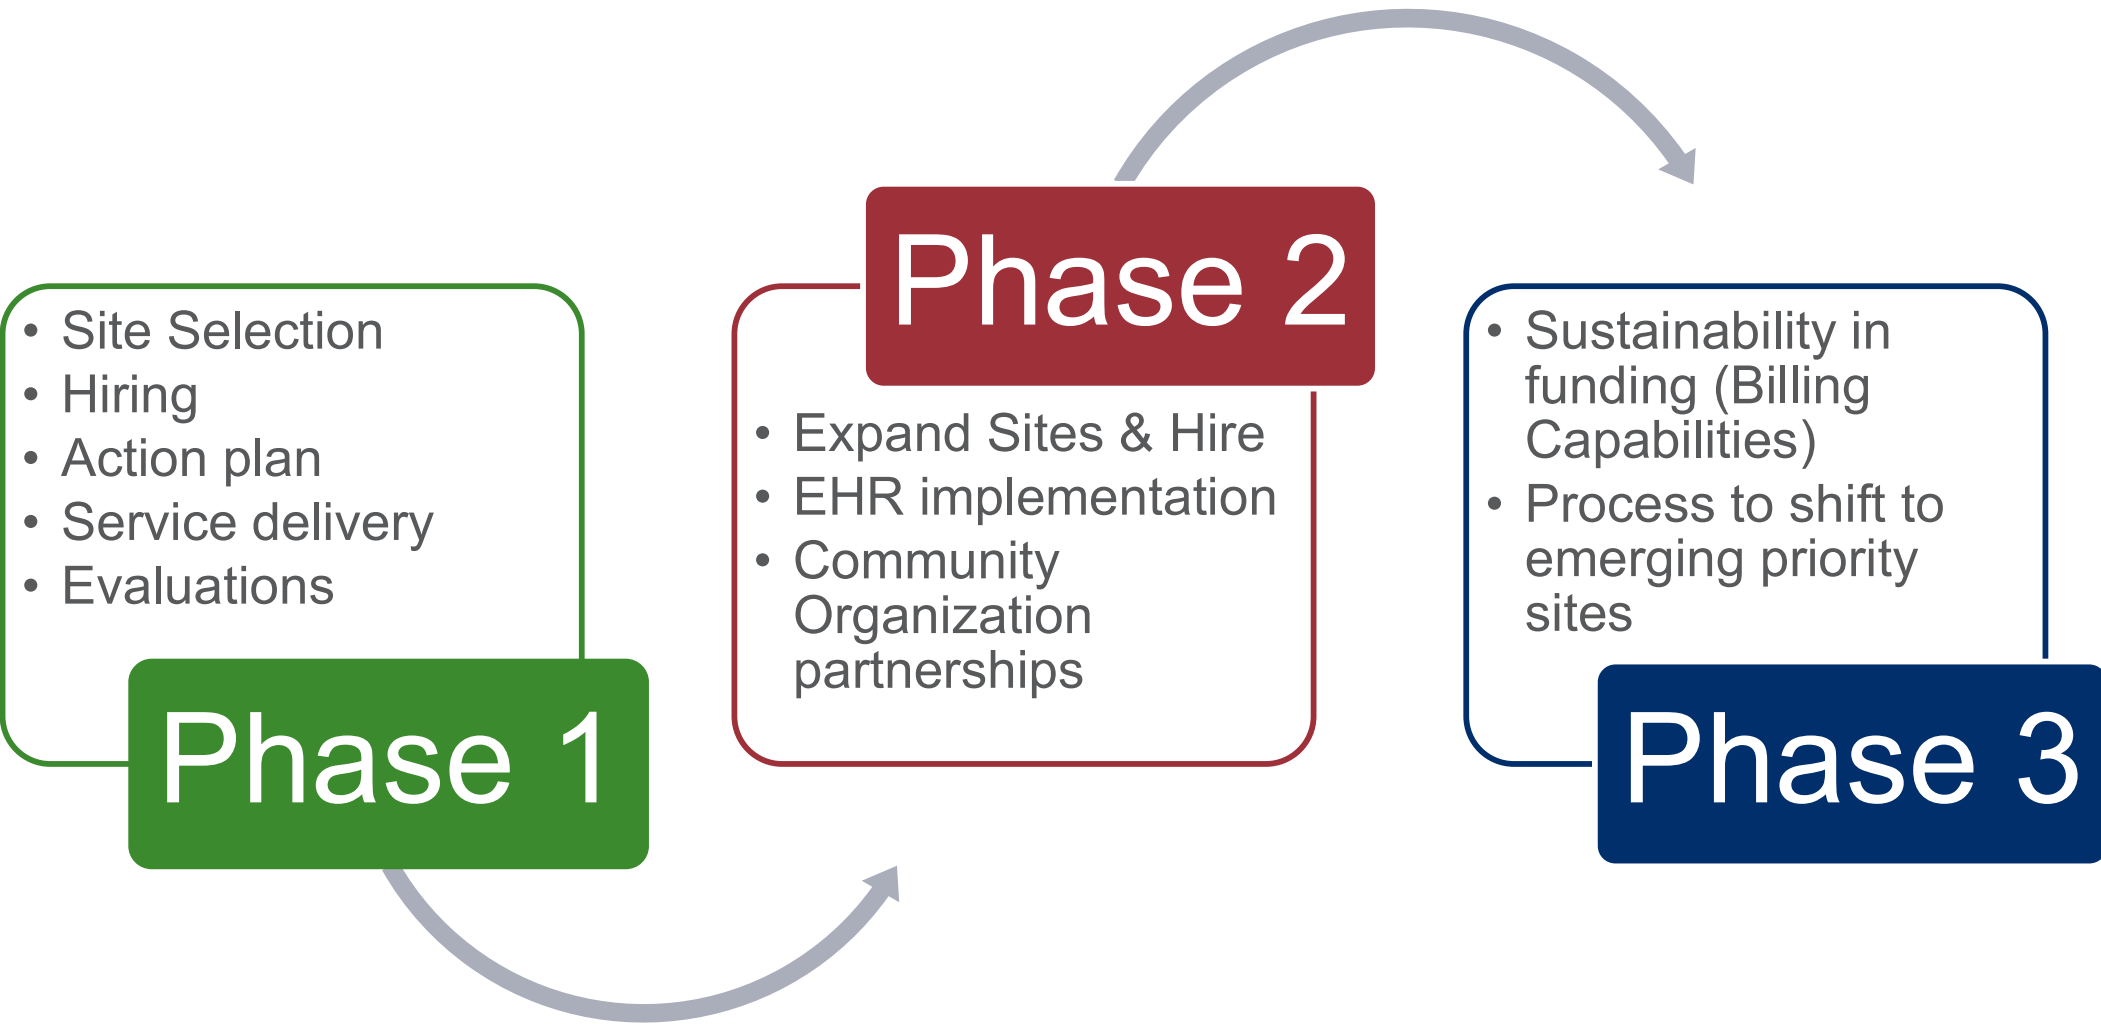 • Site Selection
• Hiring
• Action plan
• Service delivery
• Evaluations
Phase 1
Phase 2
• Expand Sites & Hire
• EHR implementation
• Community
Organization
partnerships
• Sustainability in
funding (Billing
Capabilities)
• Process to shift to
emerging priority
sites
Phase 3